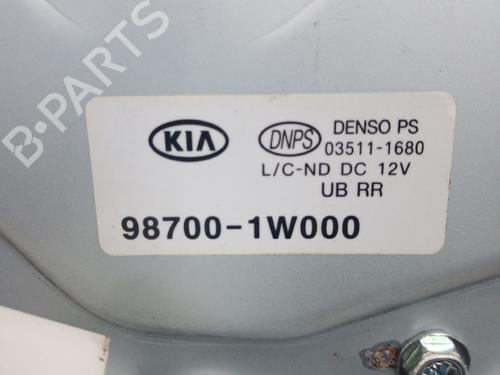 B-PARTS
KIA
DNPS
DENSO PS
03511-1680
L/C-ND DC 12V
UB RR
98700-1W000